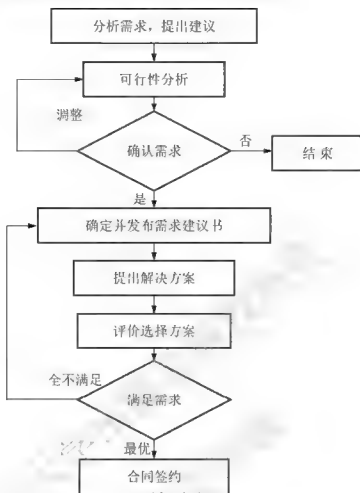 分析需求，提出建议
可行性分析
调整
确认需求
否
结束
是
确定并发布需求建议书
提出解决方案
评价选择方案
全不满足
满足需求
最优
合同签约